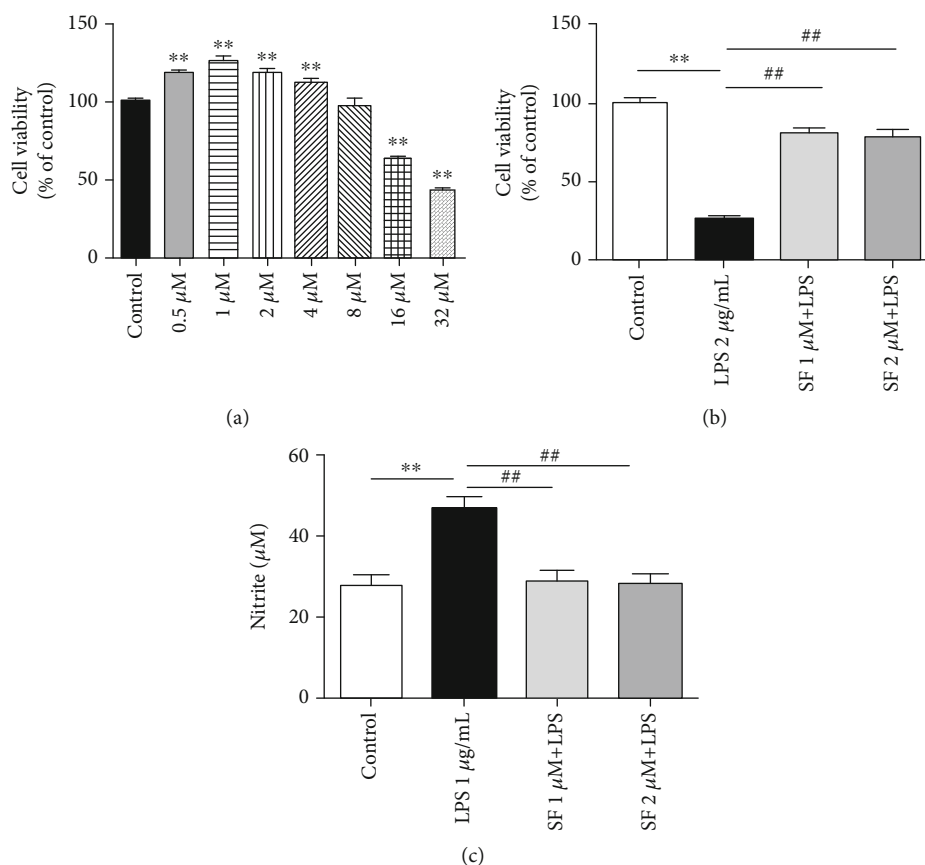 150
100
50
0
Cell viability
(% of control)
**
**
**
**
**
**
Control
0.5 μM
1 μM
2 μM
4 μM
8 μM
16 μM
32 μM
(a)
150
100
50
0
Cell viability
(% of control)
**
##
##
Control
LPS 2 μg/mL
SF 1 μM+LPS
SF 2 μM+LPS
(b)
60
40
20
0
Nitrite (μM)
**
##
##
Control
LPS 1 μg/mL
SF 1 μM+LPS
SF 2 μM+LPS
(c)